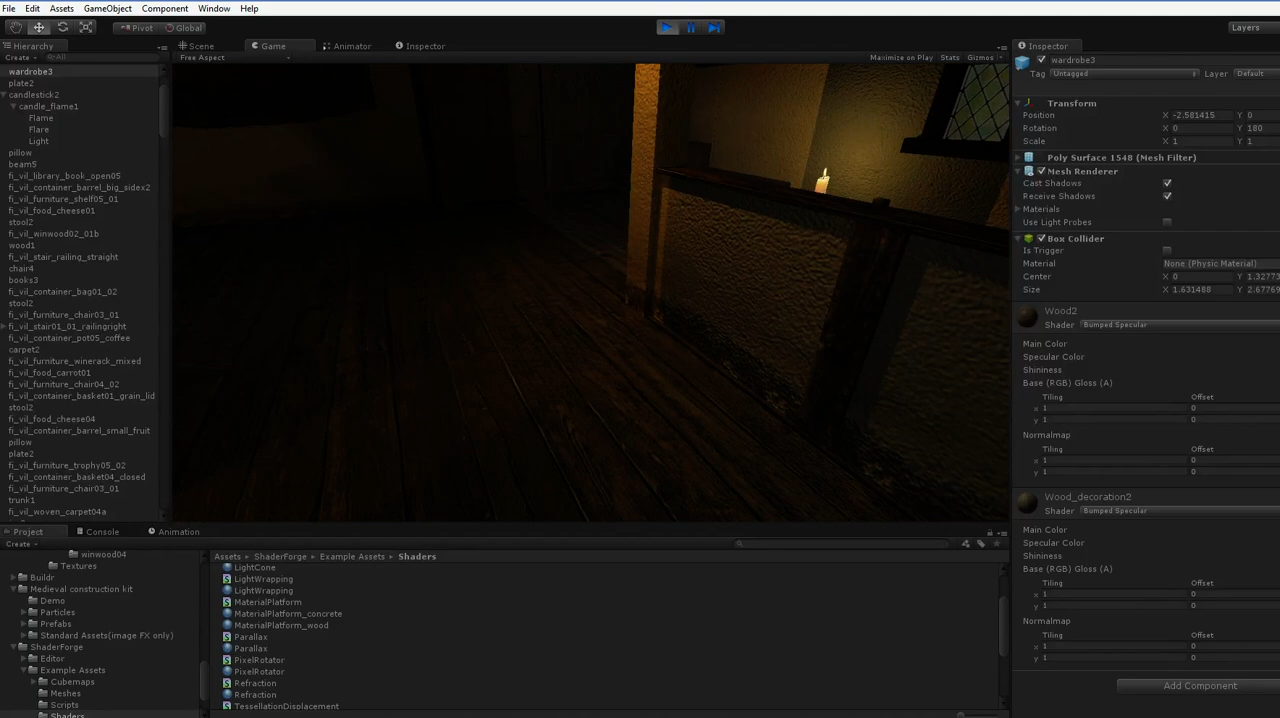 File Edit Assets GameObject Component Window Help
Pivot Global
Layers
Hierarchy
Create All
wardrobe3
plate2
candlestick2
candle_flame1
Flame
Flare
Light
pillow
beam5
fi_vil_library_book_open05
fi_vil_container_barrel_big_sidex2
fi_vil_furniture_shelf05_01
fi_vil_food_cheese01
stool2
fi_vil_winwood02_01b
wood1
fi_vil_stair_railing_straight
chair4
books3
fi_vil_container_bag01_02
stool2
fi_vil_furniture_chair03_01
fi_vil_stair01_01_railingright
fi_vil_container_pot05_coffee
carpet2
fi_vil_furniture_winerack_mixed
fi_vil_food_carrot01
fi_vil_furniture_chair04_02
fi_vil_container_basket01_grain_lid
stool2
fi_vil_food_cheese04
fi_vil_container_barrel_small_fruit
pillow
plate2
fi_vil_furniture_trophy05_02
fi_vil_container_basket04_closed
fi_vil_furniture_chair03_01
trunk1
fi_vil_woven_carpet04a
Scene Game Animator Inspector
Free Aspect Maximize on Play Stats Gizmos
Inspector
wardrobe3
Tag Untagged Layer Default
Transform
Position X -2.581415 Y 0
Rotation X 0 Y 180
Scale X 1 Y 1
Poly Surface 1548 (Mesh Filter)
Mesh Renderer
Cast Shadows
Receive Shadows
Materials
Use Light Probes
Box Collider
Is Trigger
Material None (Physic Material)
Center X 0 Y 1.32773
Size X 1.631488 Y 2.67769
Wood2
Shader Bumped Specular
Main Color
Specular Color
Shininess
Base (RGB) Gloss (A)
Tiling Offset
x 1 0
y 1 0
Normalmap
Tiling Offset
x 1 0
y 1 0
Wood_decoration2
Shader Bumped Specular
Main Color
Specular Color
Shininess
Base (RGB) Gloss (A)
Tiling Offset
x 1 0
y 1 0
Normalmap
Tiling Offset
x 1 0
y 1 0
Add Component
Project Console Animation
Create
winwood04
Textures
Buildr
Medieval construction kit
Demo
Particles
Prefabs
Standard Assets(image FX only)
ShaderForge
Editor
Example Assets
Cubemaps
Meshes
Scripts
Shaders
Assets ▸ ShaderForge ▸ Example Assets ▸ Shaders
LightCone
LightWrapping
LightWrapping
MaterialPlatform
MaterialPlatform_concrete
MaterialPlatform_wood
Parallax
Parallax
PixelRotator
PixelRotator
Refraction
Refraction
TessellationDisplacement